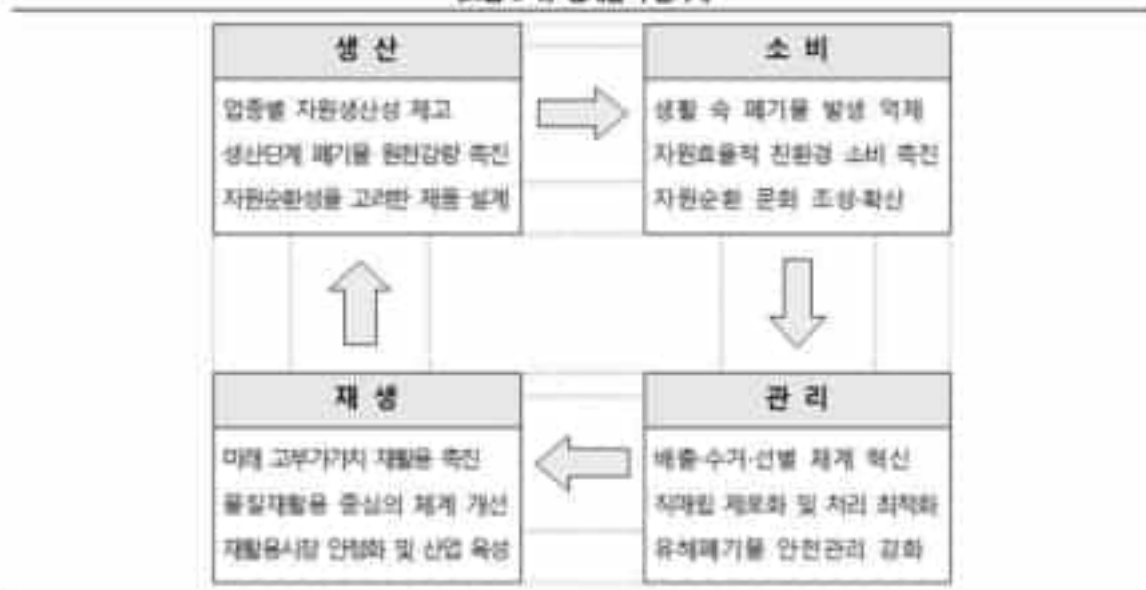 생 산
업종별 자원생산성 제고
생산단계 폐기물 원천감량 촉진
자원순환성을 고려한 제품 설계
소 비
생활 속 폐기물 발생 억제
자원효율적 친환경 소비 촉진
자원순환 문화 조성·확산
재 생
미래 고부가가치 재활용 촉진
물질재활용 중심의 체계 개선
재활용시장 안정화 및 산업 육성
관 리
배출·수거·선별 체계 혁신
직매립 제로화 및 처리 최적화
유해폐기물 안전관리 강화